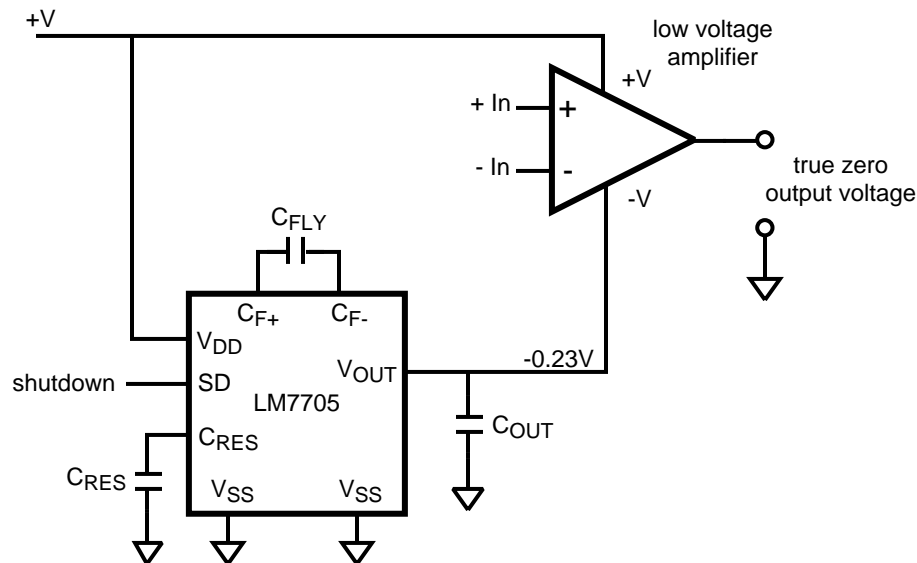 +V
low voltage
amplifier
+V
+ In
+
- In
-
-V
true zero
output voltage
CFLY
CF+
CF-
VDD
shutdown
SD
VOUT
-0.23V
LM7705
CRES
CRES
COUT
VSS
VSS